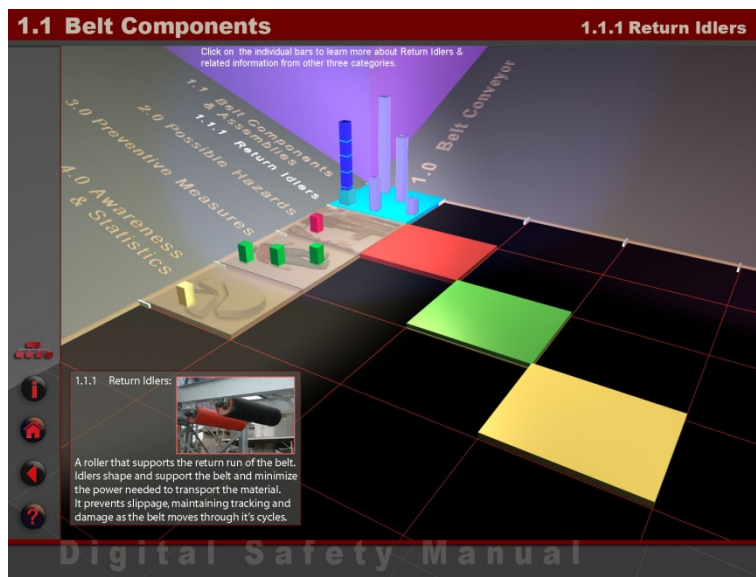 1.1 Belt Components
1.1.1 Return Idlers
Click on the individual bars to learn more about Return Idlers &
related information from other three categories.
1.1 Belt Components
& Assemblies
1.1.1 Return Idlers
2.0 Possible Hazards
3.0 Preventive Measures
4.0 Awareness
& Statistics
1.0 Belt Conveyor
1.1.1 Return Idlers:
A roller that supports the return run of the belt.
Idlers shape and support the belt and minimize
the power needed to transport the material.
It prevents slippage, maintaining tracking and
damage as the belt moves through it's cycles.
i
?
Digital Safety Manual